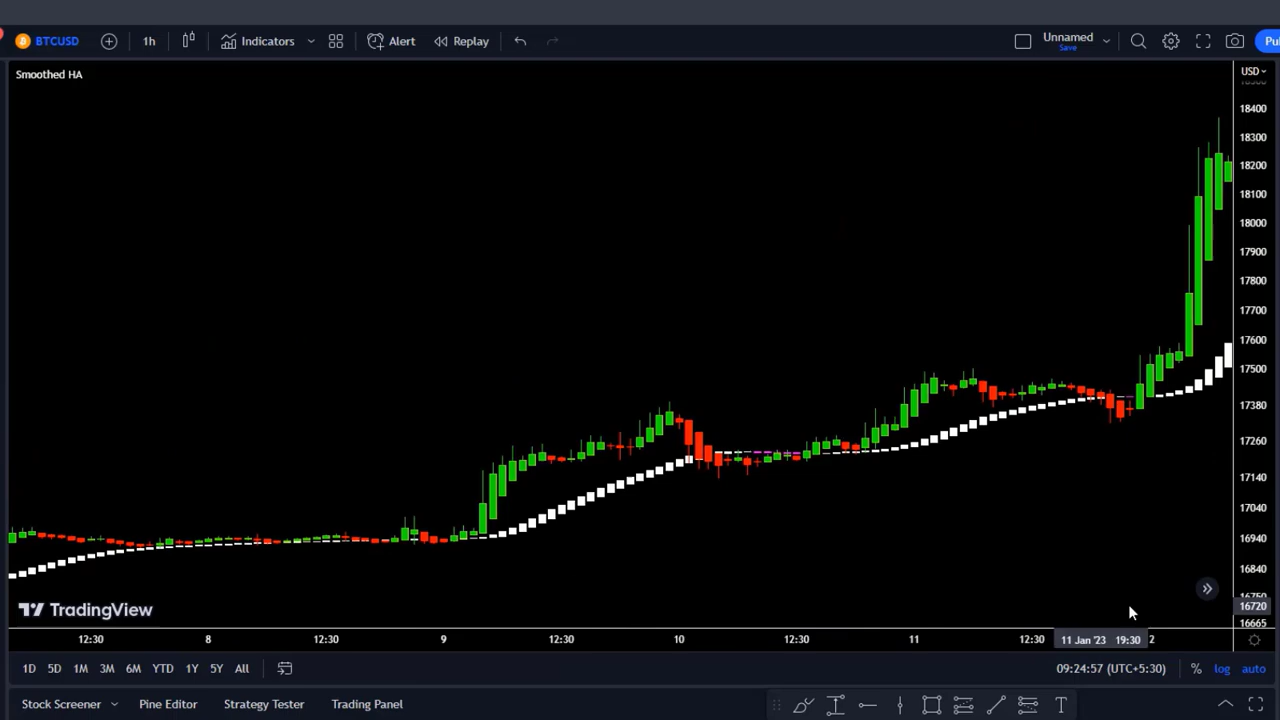 BTCUSD 1h Indicators Alert Replay Unnamed
Save
Smoothed HA
USD
18400
18300
18200
18100
18000
17900
17800
17700
17600
17500
17380
17260
17140
17040
16940
16840
16720
16665
TradingView
12:30 8 12:30 9 12:30 10 12:30 11 12:30 11 Jan '23 19:30 2
1D 5D 1M 3M 6M YTD 1Y 5Y All 09:24:57 (UTC+5:30) % log auto
Stock Screener Pine Editor Strategy Tester Trading Panel